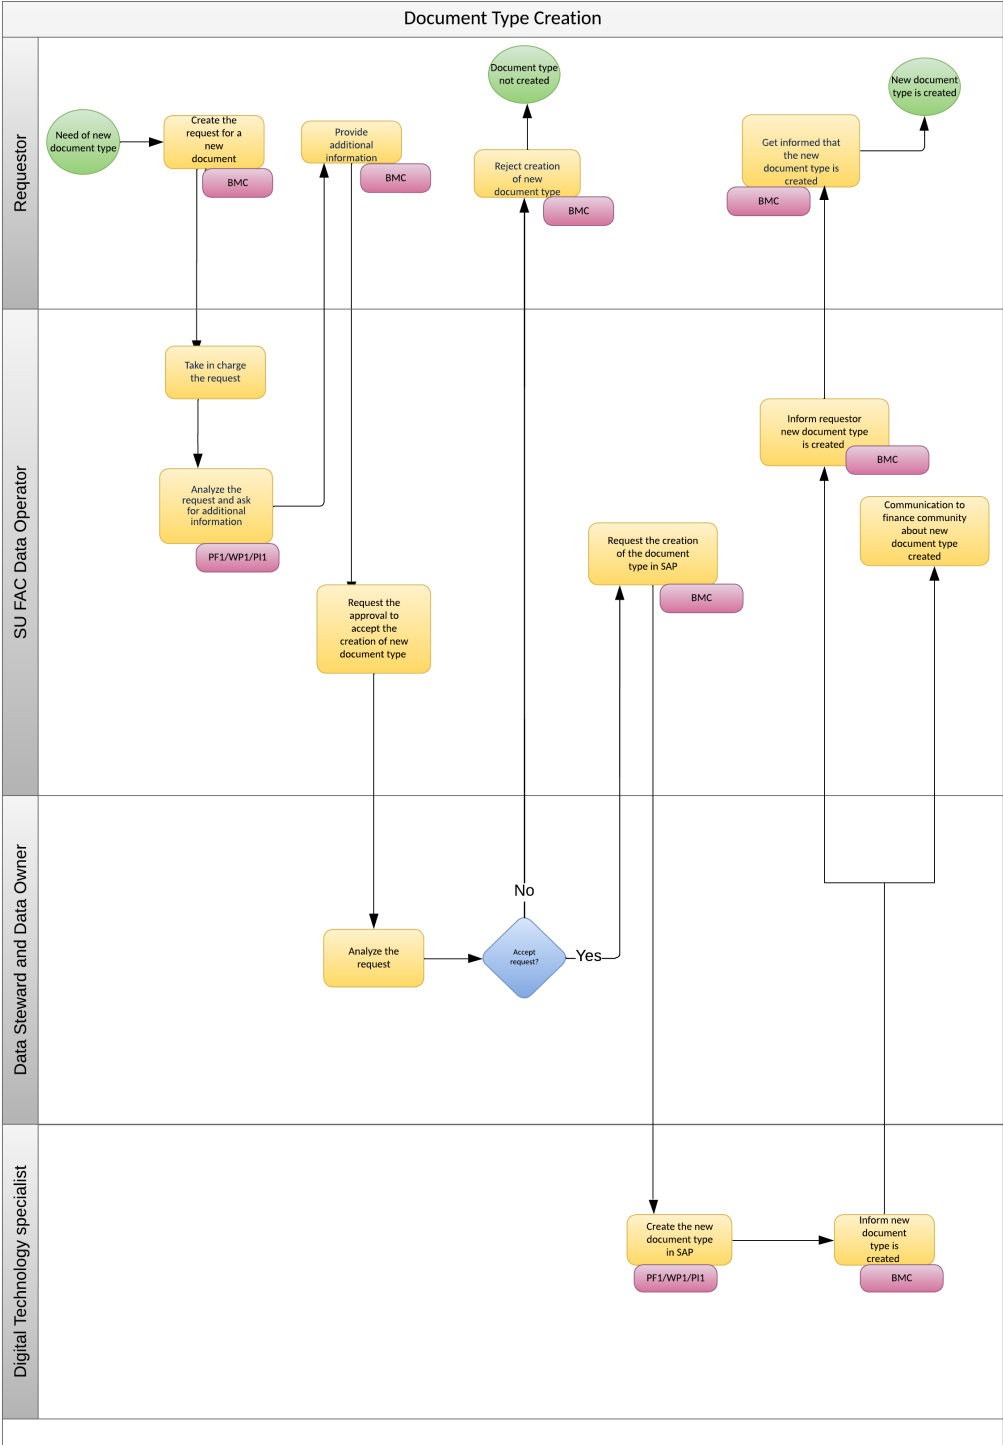 Document Type Creation
Requestor
Need of new
document type
Create the
request for a
new
document
BMC
Provide
additional
information
BMC
Document type
not created
Reject creation
of new
document type
BMC
New document
type is created
Get informed that
the new
document type is
created
BMC
SU FAC Data Operator
Take in charge
the request
Analyze the
request and ask
for additional
information
PF1/WP1/PI1
Request the
approval to
accept the
creation of new
document type
Request the creation
of the document
type in SAP
BMC
Inform requestor
new document type
is created
BMC
Communication to
finance community
about new
document type
created
Data Steward and Data Owner
Analyze the
request
No
Accept
request?
Yes
Digital Technology specialist
Create the new
document type
in SAP
PF1/WP1/PI1
Inform new
document
type is
created
BMC